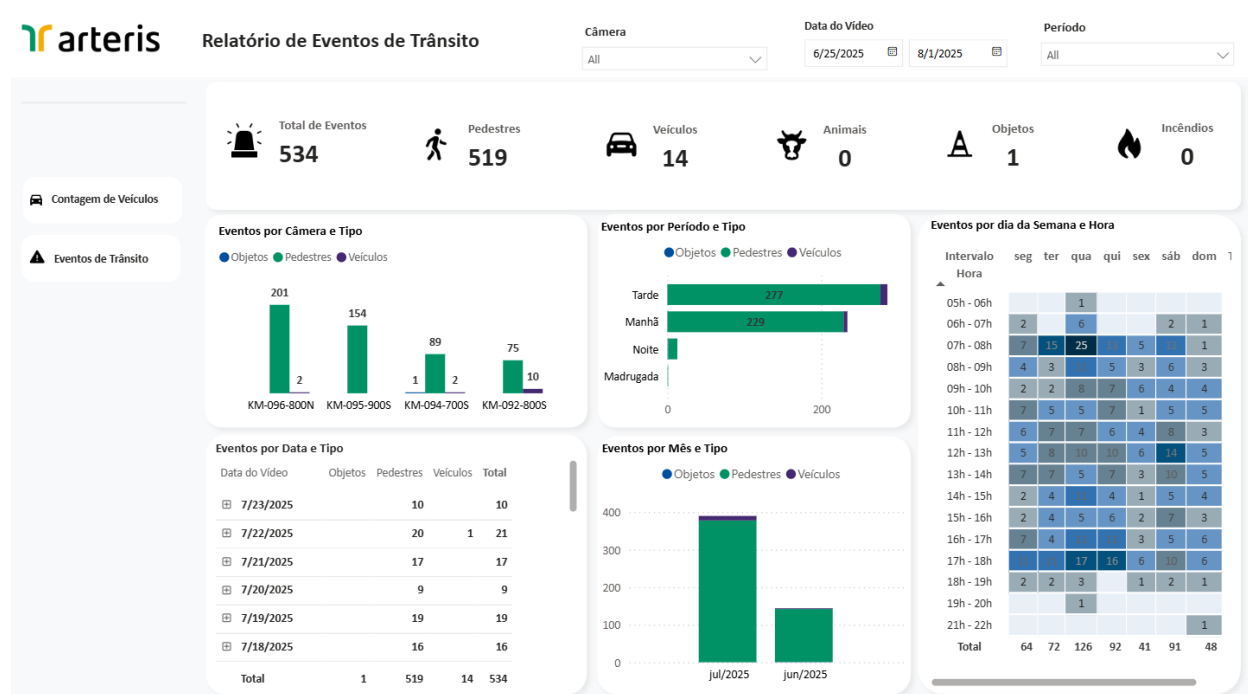 arteris
Relatório de Eventos de Trânsito
Câmera
All
Data do Vídeo
6/25/2025 8/1/2025
Período
All
Contagem de Veículos
Eventos de Trânsito
Total de Eventos
534
Pedestres
519
Veículos
14
Animais
0
Objetos
1
Incêndios
0
Eventos por Câmera e Tipo
Objetos Pedestres Veículos
201 2 154 1 89 2 75 10
KM-096-800N KM-095-900S KM-094-700S KM-092-800S
Eventos por Período e Tipo
Objetos Pedestres Veículos
Tarde 277
Manhã 229
Noite
Madrugada
0 200
Eventos por dia da Semana e Hora
Intervalo Hora seg ter qua qui sex sáb dom T
05h - 06h 1
06h - 07h 2 6 2 1
07h - 08h 7 15 25 5 1
08h - 09h 4 3 5 3 6 3
09h - 10h 2 2 8 7 6 4 4
10h - 11h 7 5 5 7 1 5 5
11h - 12h 6 7 7 6 4 8 3
12h - 13h 5 8 10 10 6 14 5
13h - 14h 7 7 5 7 3 10 5
14h - 15h 2 4 4 1 5 4
15h - 16h 2 4 5 6 2 7 3
16h - 17h 7 4 3 5 6
17h - 18h 17 16 6 10 6
18h - 19h 2 2 3 1 2 1
19h - 20h 1
21h - 22h 1
Total 64 72 126 92 41 91 48
Eventos por Data e Tipo
Data do Vídeo Objetos Pedestres Veículos Total
7/23/2025 10 10
7/22/2025 20 1 21
7/21/2025 17 17
7/20/2025 9 9
7/19/2025 19 19
7/18/2025 16 16
Total 1 519 14 534
Eventos por Mês e Tipo
Objetos Pedestres Veículos
400
300
200
100
0
jul/2025 jun/2025